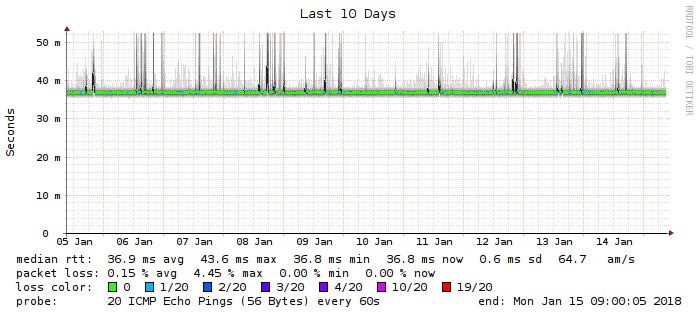 Last 10 Days
RRDTOOL / TOBI OETIKER
Seconds
50 m
40 m
30 m
20 m
10 m
0
05 Jan 06 Jan 07 Jan 08 Jan 09 Jan 10 Jan 11 Jan 12 Jan 13 Jan 14 Jan
median rtt: 36.9 ms avg 43.6 ms max 36.8 ms min 36.8 ms now 0.6 ms sd 64.7 am/s
packet loss: 0.15 % avg 4.45 % max 0.00 % min 0.00 % now
loss color: 0 1/20 2/20 3/20 4/20 10/20 19/20
probe: 20 ICMP Echo Pings (56 Bytes) every 60s end: Mon Jan 15 09:00:05 2018